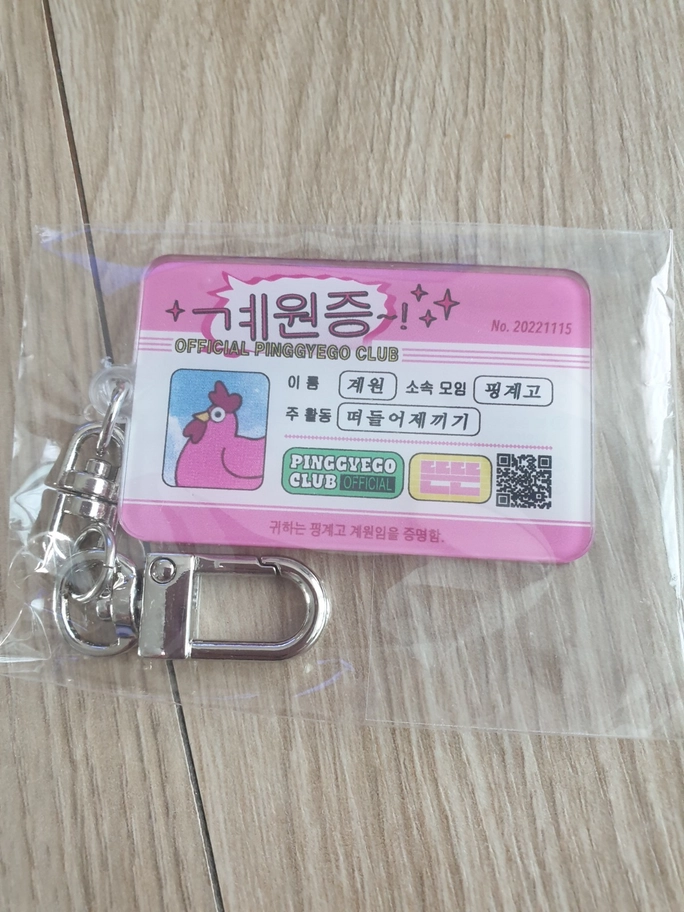 계원증~!
No. 20221115
OFFICIAL PINGGYEGO CLUB
이름 계원 소속 모임 핑계고
주 활동 떠들어제끼기
PINGGYEGO
CLUB OFFICIAL
뜬뜬
귀하는 핑계고 계원임을 증명함.